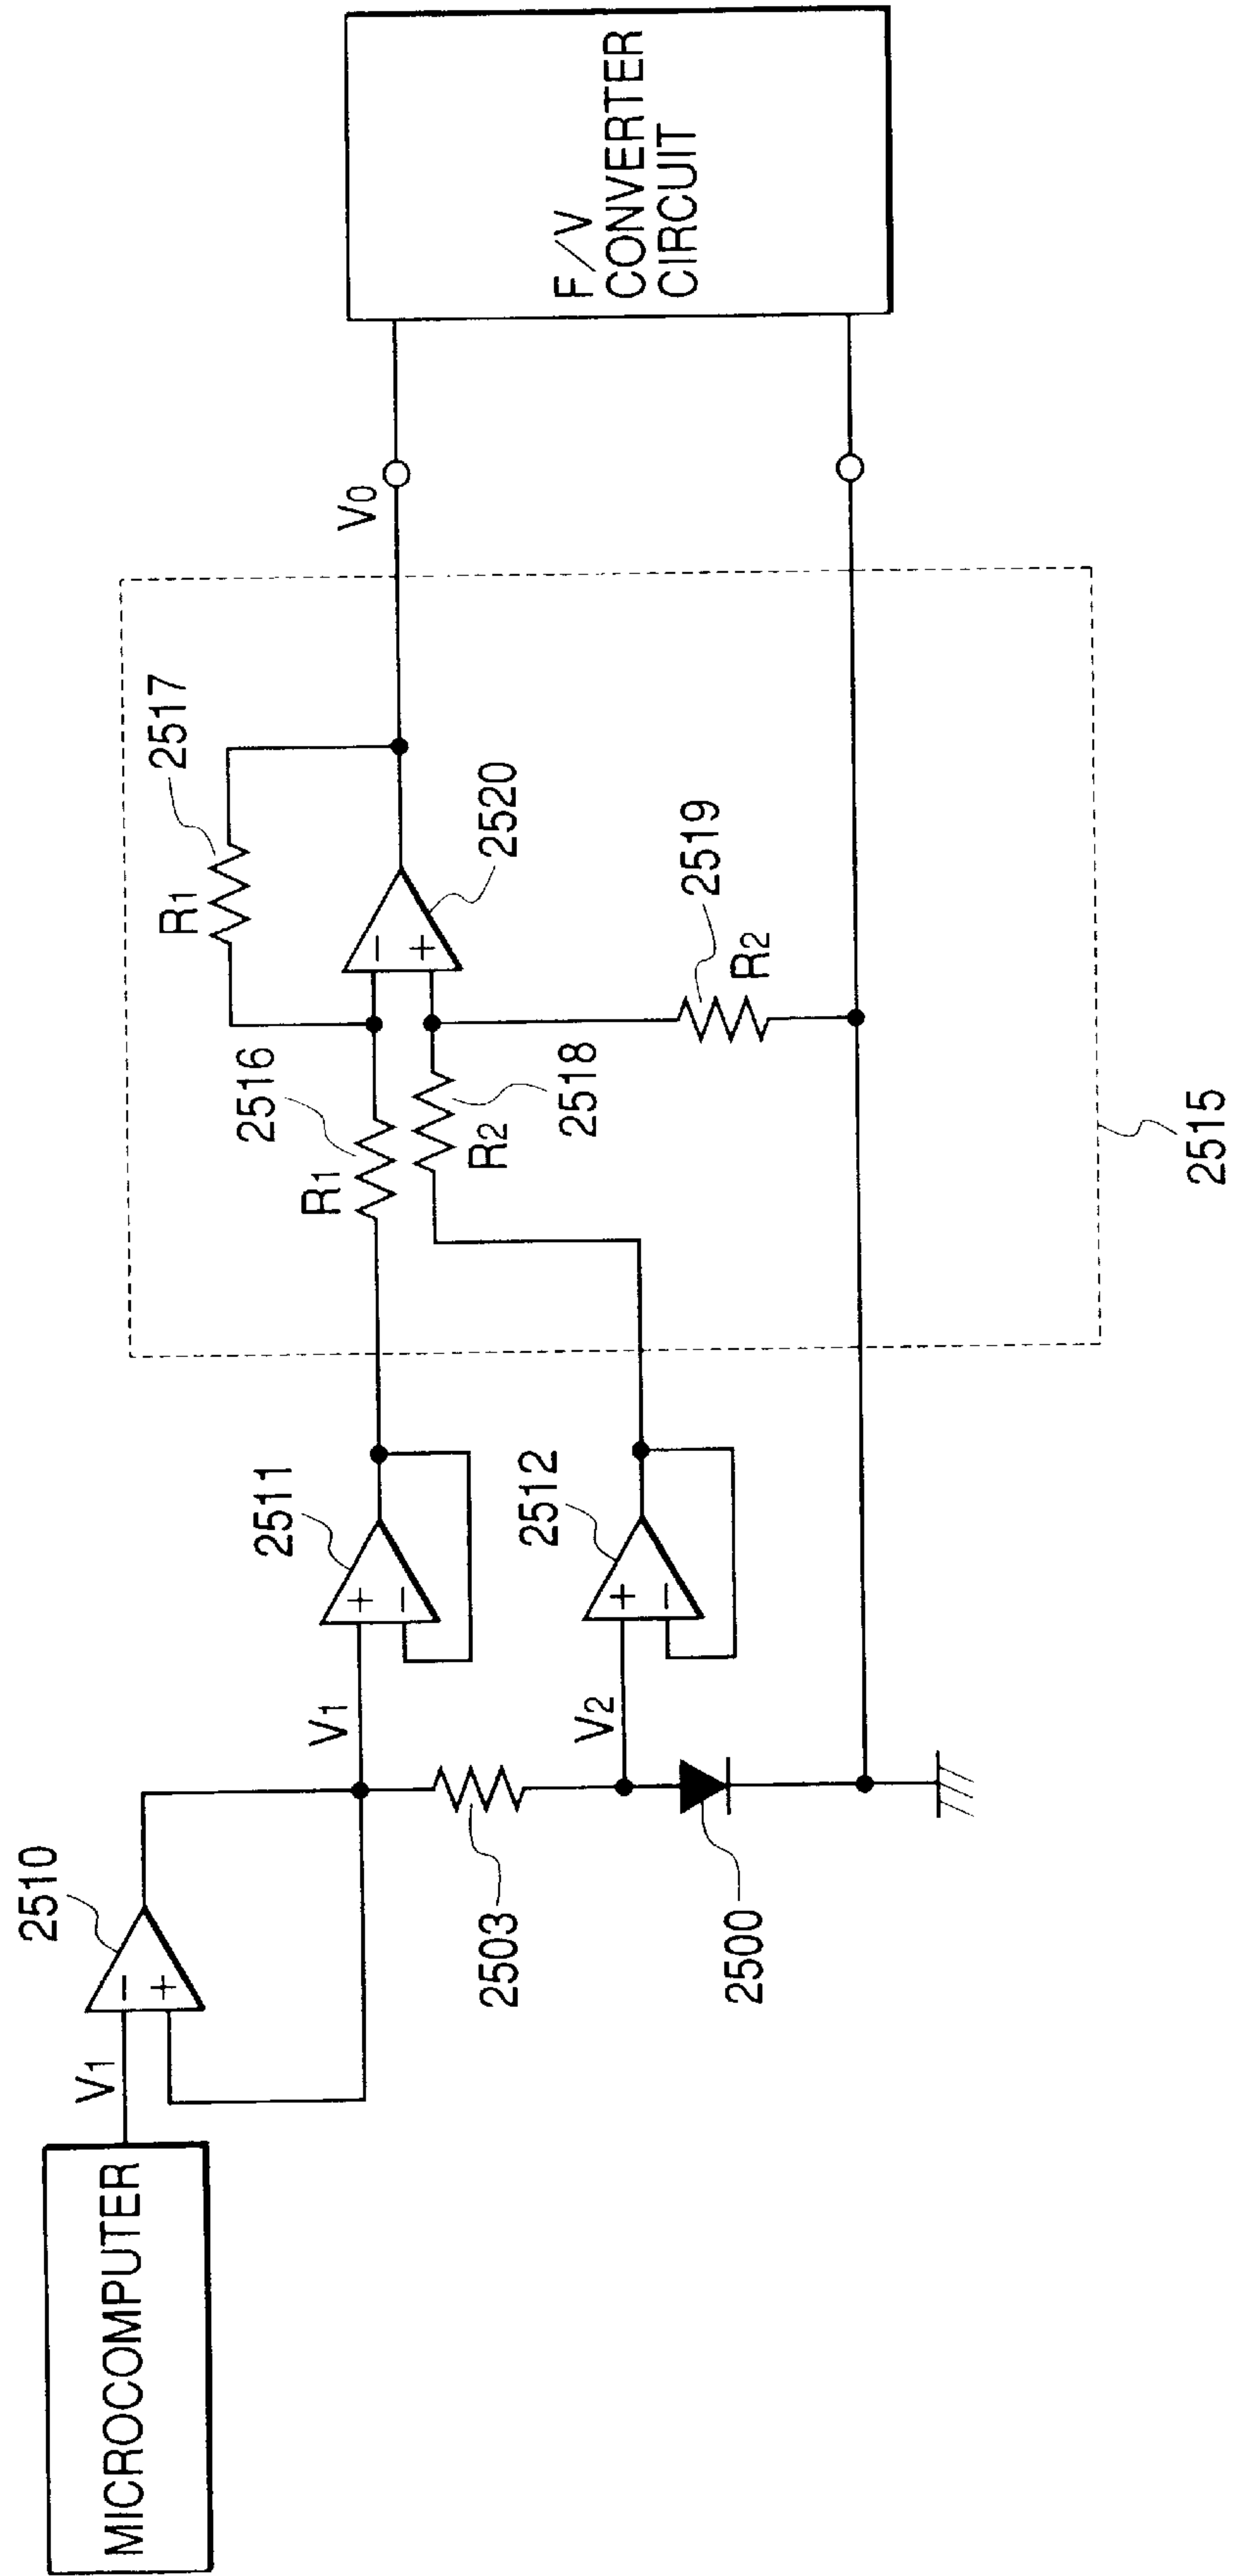 MICROCOMPUTER
V1
−
+
2510
V1
+
−
2511
2503
V2
+
−
2512
2500
R1
2516
R2
2518
R1
2517
−
+
2520
R2
2519
2515
V0
F/V
CONVERTER
CIRCUIT